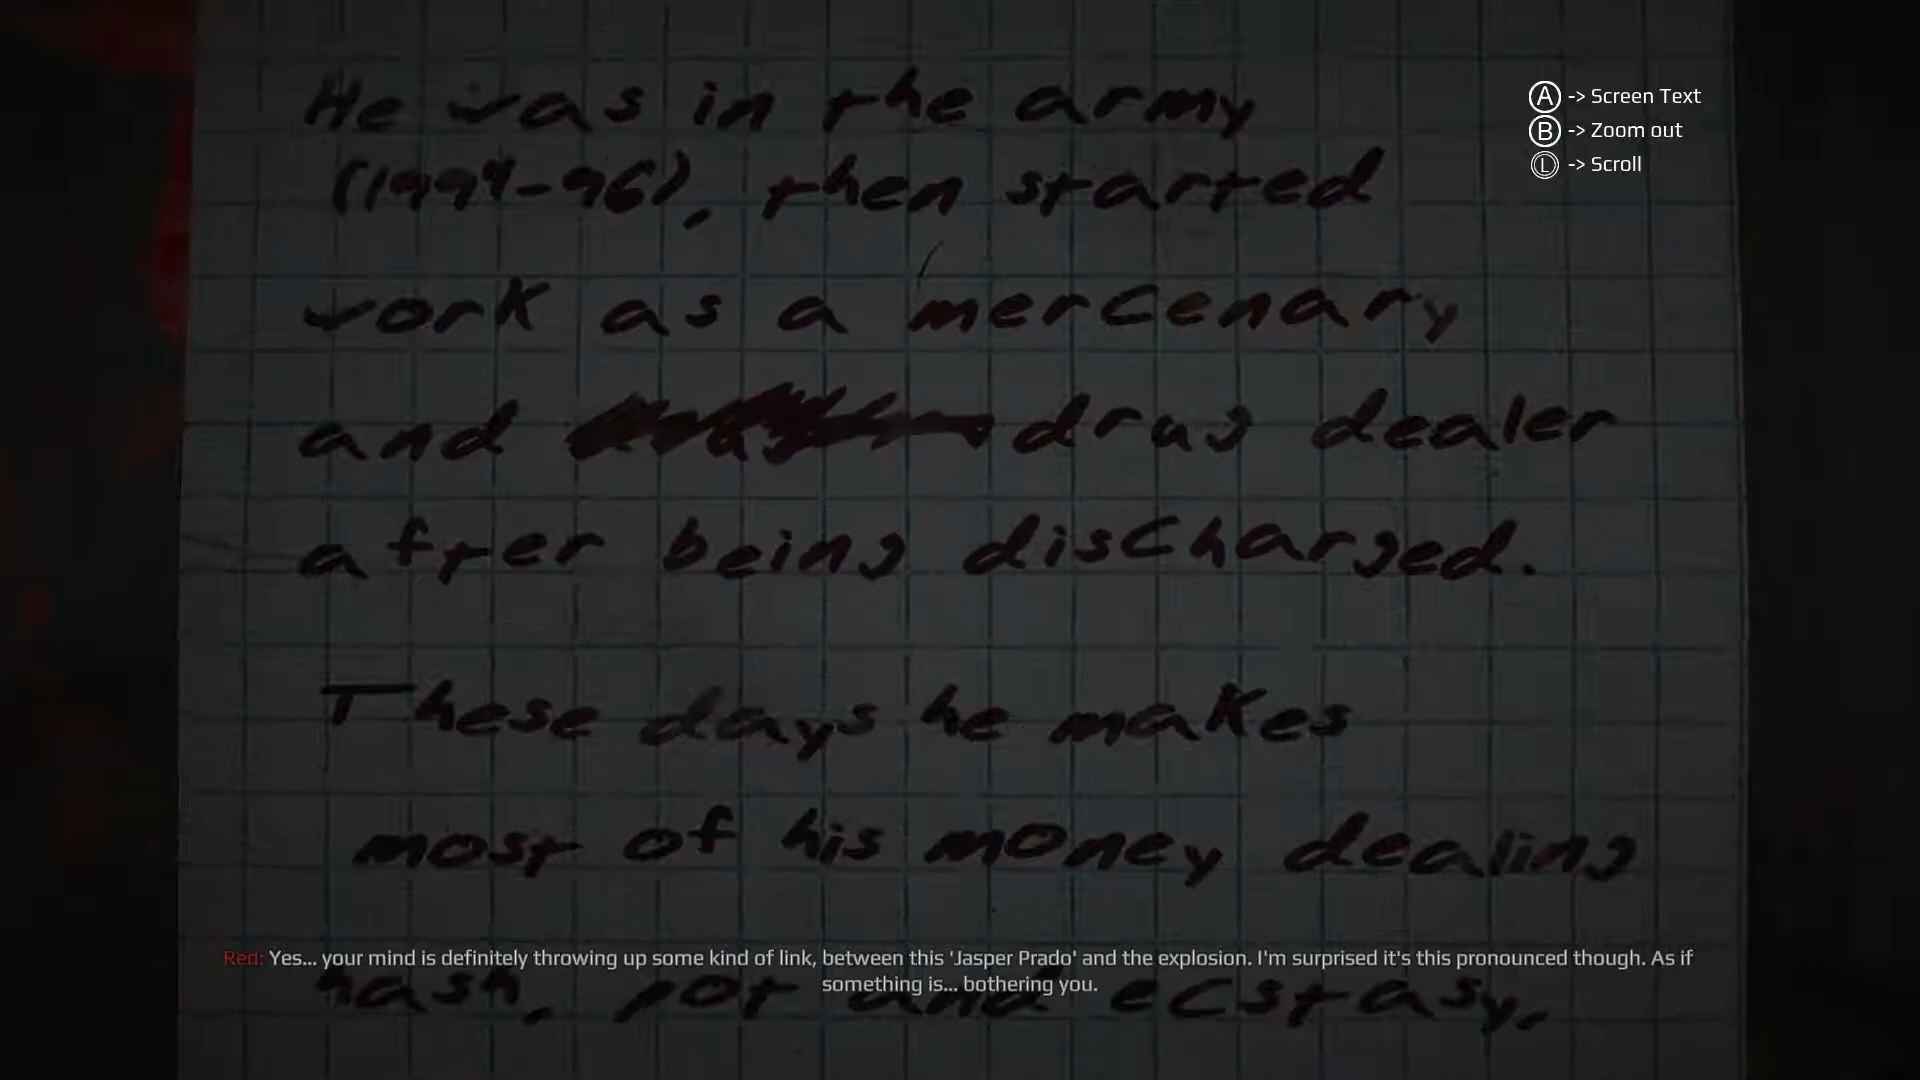 He was in the army
(1994-96), then started
work as a mercenary
and drug dealer
after being discharged.
These days he makes
most of his money dealing
hash, pot and ecstasy,
Ⓐ -> Screen Text
Ⓑ -> Zoom out
Ⓛ -> Scroll
Red: Yes... your mind is definitely throwing up some kind of link, between this 'Jasper Prado' and the explosion. I'm surprised it's this pronounced though. As if
something is... bothering you.